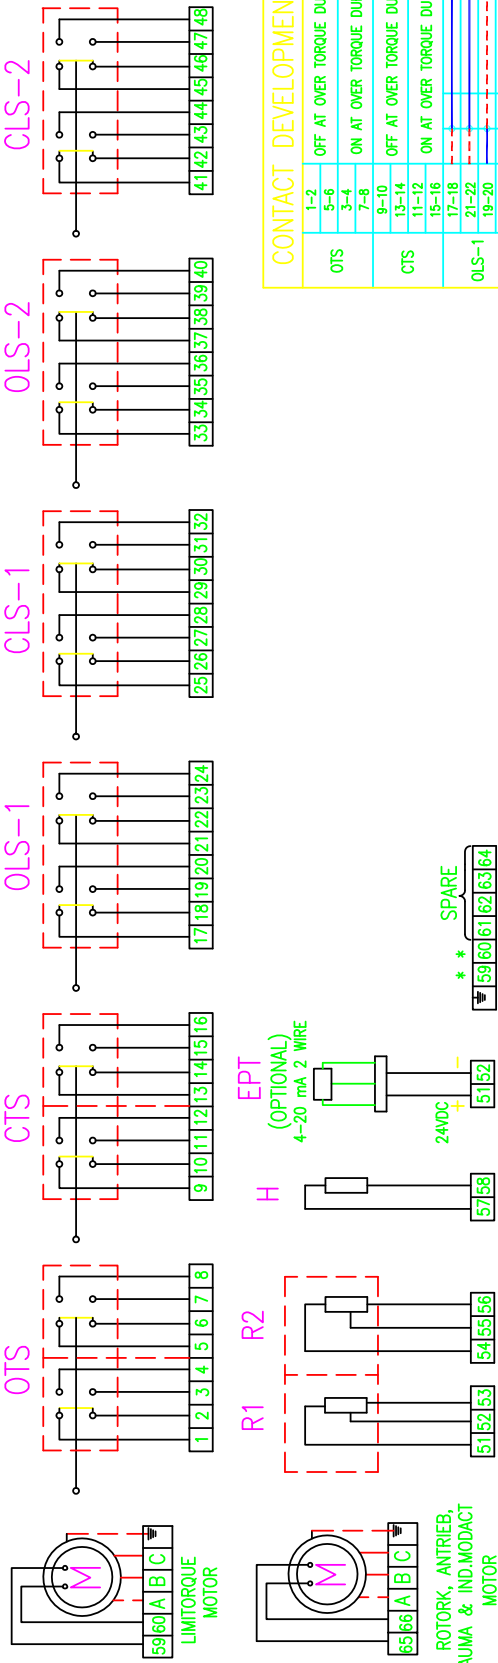 OTS CTS OLS-1 CLS-1 OLS-2 CLS-2
M
59 60 A B C
1 2 3 4 5 6 7 8
9 10 11 12 13 14 15 16
17 18 19 20 21 22 23 24
25 26 27 28 29 30 31 32
33 34 35 36 37 38 39 40
41 42 43 44 45 46 47 48
LIMITORQUE
MOTOR
M
65 66 A B C
ROTORK, ANTRIEB,
AUMA & IND.MODACT
MOTOR
R1 R2
51 52 53
54 55 56
H
57 58
EPT
(OPTIONAL)
4-20 mA 2 WIRE
24VDC
+ -
51 52
SPARE
* *
59 60 61 62 63 64
CONTACT DEVELOPMEN
OTS
1-2 OFF AT OVER TORQUE DU
5-6
3-4 ON AT OVER TORQUE DU
7-8
CTS
9-10 OFF AT OVER TORQUE DU
13-14
11-12 ON AT OVER TORQUE DU
15-16
OLS-1
17-18
21-22
19-20